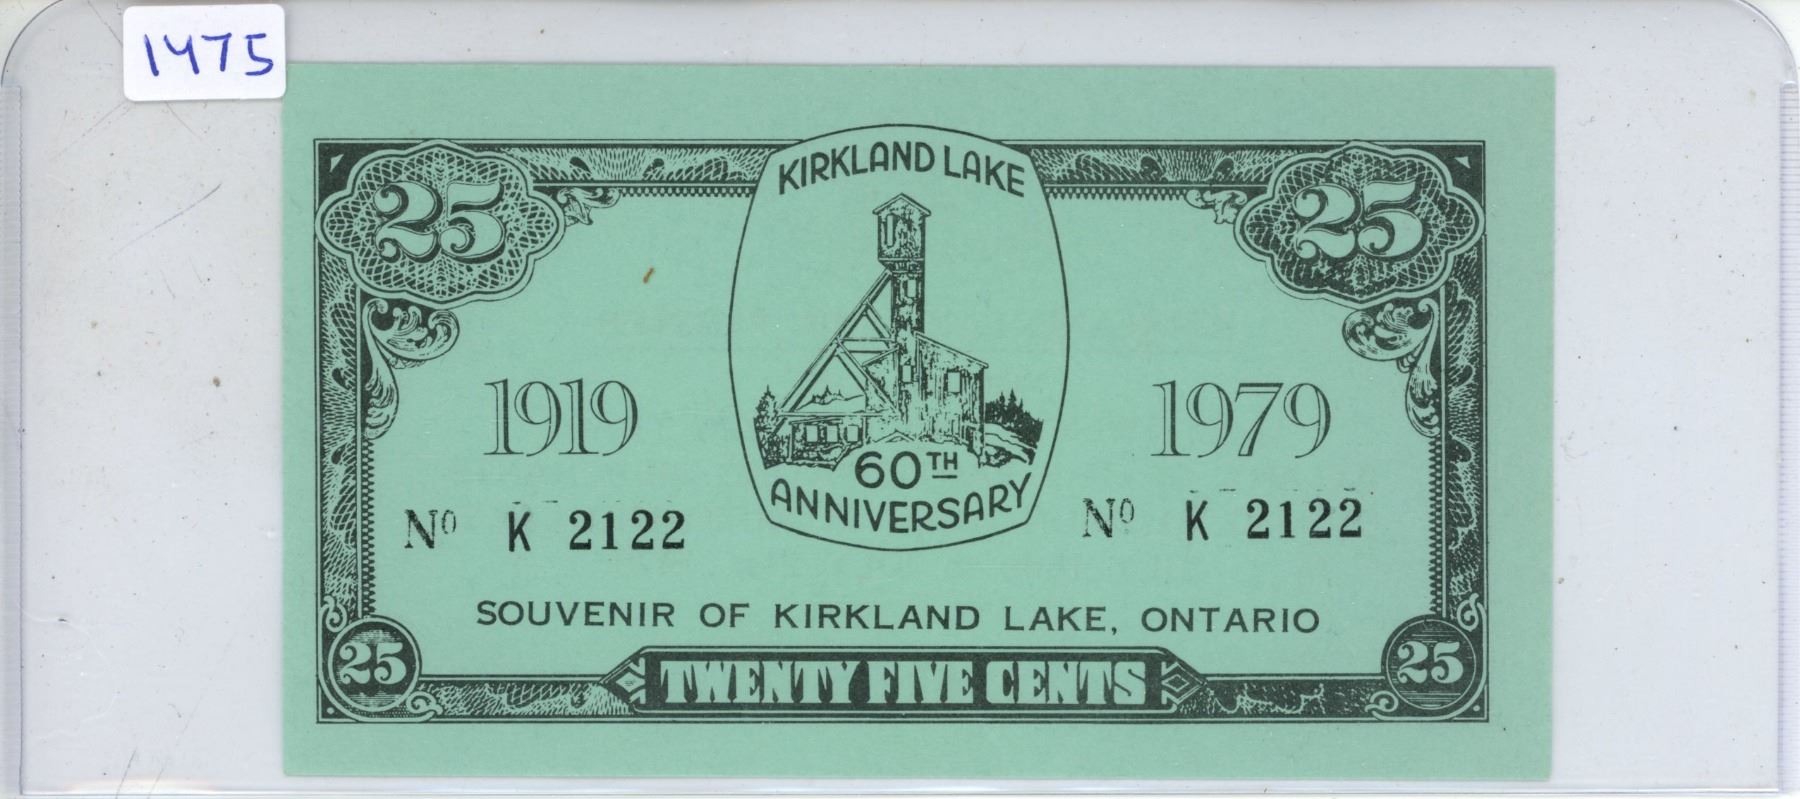 1475
KIRKLAND LAKE
25 25
1919 1979
60TH
ANNIVERSARY
Nº K 2122 Nº K 2122
SOUVENIR OF KIRKLAND LAKE, ONTARIO
25 TWENTY FIVE CENTS 25